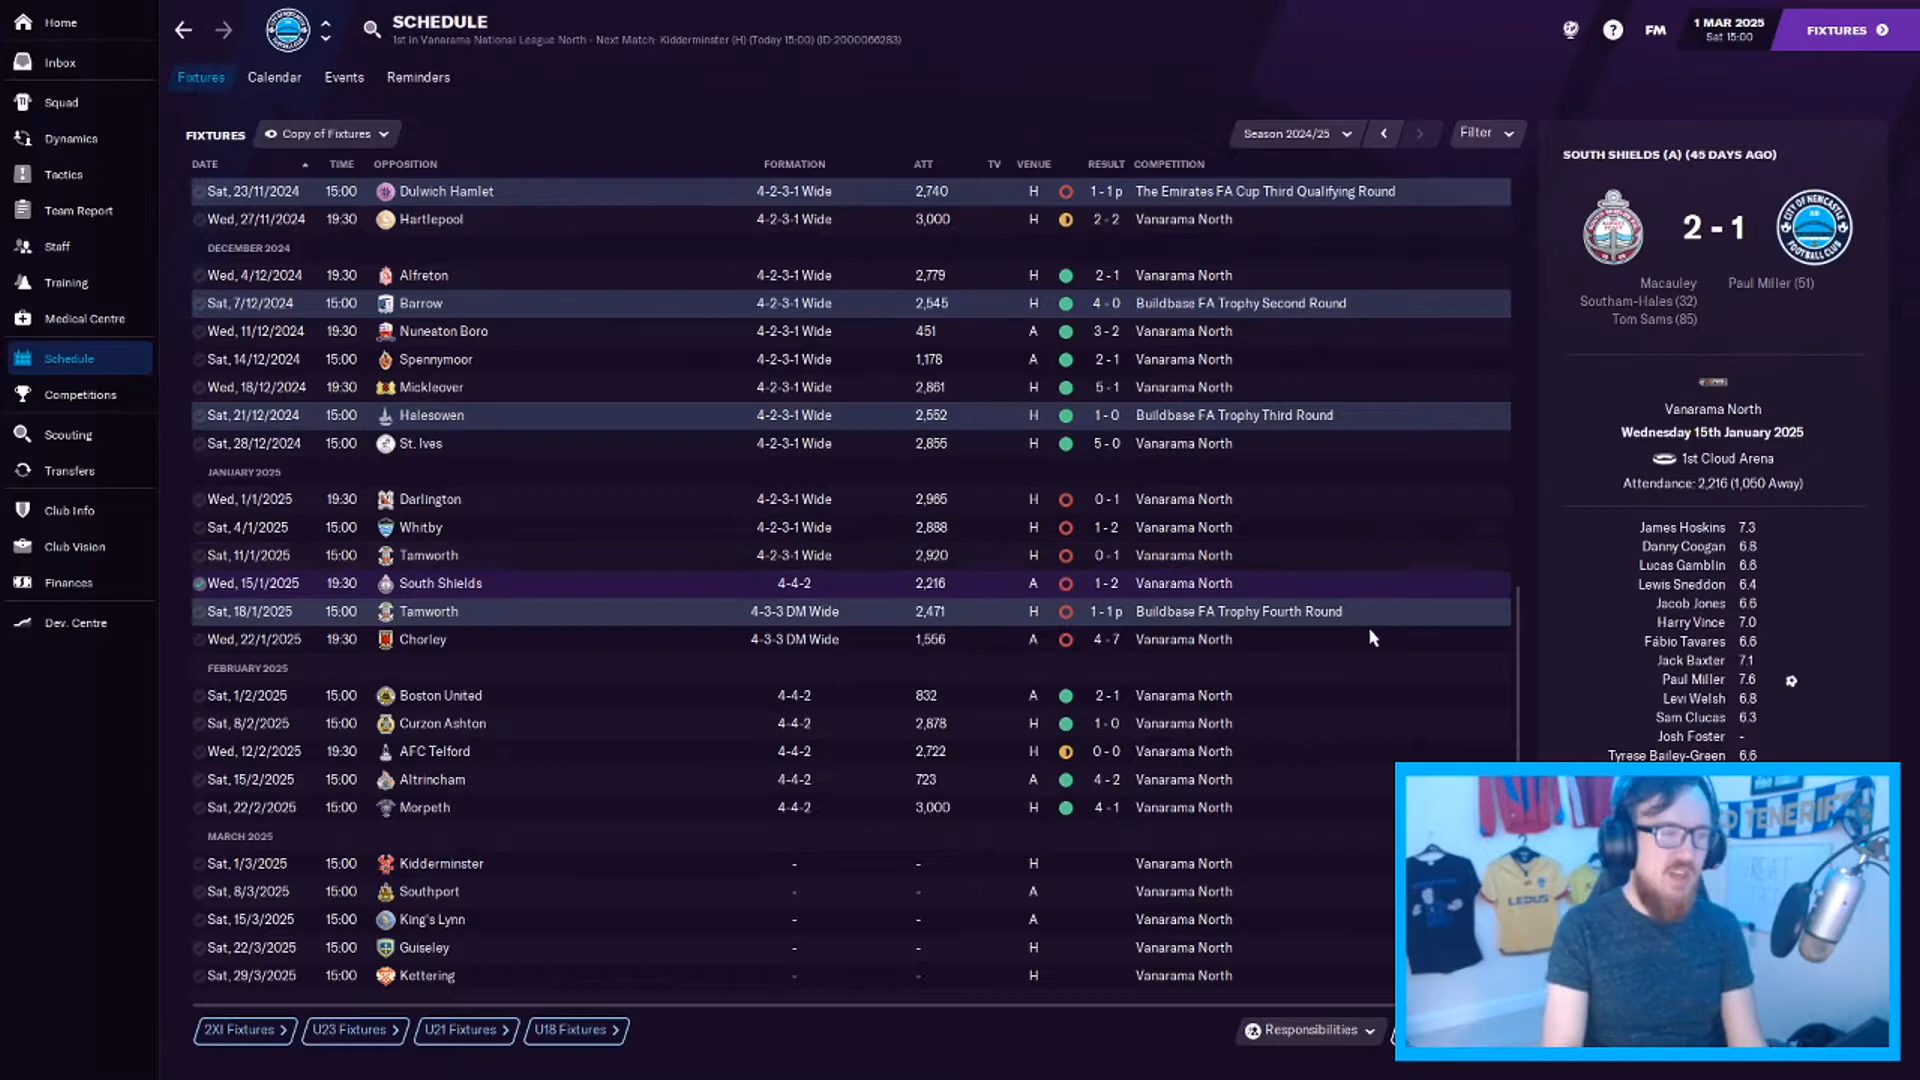 Home
SCHEDULE
1st in Vanarama National League North - Next Match: Kidderminster (H) (Today 15:00) (ID:2000066283)
FM
1 MAR 2025
Sat 15:00
FIXTURES
Inbox
Fixtures Calendar Events Reminders
Squad
Dynamics
Tactics
Team Report
Staff
Training
Medical Centre
Schedule
Competitions
Scouting
Transfers
Club Info
Club Vision
Finances
Dev. Centre
FIXTURES Copy of Fixtures Season 2024/25 Filter
DATE TIME OPPOSITION FORMATION ATT TV VENUE RESULT COMPETITION
Sat, 23/11/2024 15:00 Dulwich Hamlet 4-2-3-1 Wide 2,740 H 1 - 1 p The Emirates FA Cup Third Qualifying Round
Wed, 27/11/2024 19:30 Hartlepool 4-2-3-1 Wide 3,000 H 2 - 2 Vanarama North
DECEMBER 2024
Wed, 4/12/2024 19:30 Alfreton 4-2-3-1 Wide 2,779 H 2 - 1 Vanarama North
Sat, 7/12/2024 15:00 Barrow 4-2-3-1 Wide 2,545 H 4 - 0 Buildbase FA Trophy Second Round
Wed, 11/12/2024 19:30 Nuneaton Boro 4-2-3-1 Wide 451 A 3 - 2 Vanarama North
Sat, 14/12/2024 15:00 Spennymoor 4-2-3-1 Wide 1,178 A 2 - 1 Vanarama North
Wed, 18/12/2024 19:30 Mickleover 4-2-3-1 Wide 2,861 H 5 - 1 Vanarama North
Sat, 21/12/2024 15:00 Halesowen 4-2-3-1 Wide 2,552 H 1 - 0 Buildbase FA Trophy Third Round
Sat, 28/12/2024 15:00 St. Ives 4-2-3-1 Wide 2,855 H 5 - 0 Vanarama North
JANUARY 2025
Wed, 1/1/2025 19:30 Darlington 4-2-3-1 Wide 2,965 H 0 - 1 Vanarama North
Sat, 4/1/2025 15:00 Whitby 4-2-3-1 Wide 2,888 H 1 - 2 Vanarama North
Sat, 11/1/2025 15:00 Tamworth 4-2-3-1 Wide 2,920 H 0 - 1 Vanarama North
Wed, 15/1/2025 19:30 South Shields 4-4-2 2,216 A 1 - 2 Vanarama North
Sat, 18/1/2025 15:00 Tamworth 4-3-3 DM Wide 2,471 H 1 - 1 p Buildbase FA Trophy Fourth Round
Wed, 22/1/2025 19:30 Chorley 4-3-3 DM Wide 1,556 A 4 - 7 Vanarama North
FEBRUARY 2025
Sat, 1/2/2025 15:00 Boston United 4-4-2 832 A 2 - 1 Vanarama North
Sat, 8/2/2025 15:00 Curzon Ashton 4-4-2 2,878 H 1 - 0 Vanarama North
Wed, 12/2/2025 19:30 AFC Telford 4-4-2 2,722 H 0 - 0 Vanarama North
Sat, 15/2/2025 15:00 Altrincham 4-4-2 723 A 4 - 2 Vanarama North
Sat, 22/2/2025 15:00 Morpeth 4-4-2 3,000 H 4 - 1 Vanarama North
MARCH 2025
Sat, 1/3/2025 15:00 Kidderminster - - H Vanarama North
Sat, 8/3/2025 15:00 Southport - - A Vanarama North
Sat, 15/3/2025 15:00 King's Lynn - - A Vanarama North
Sat, 22/3/2025 15:00 Guiseley - - H Vanarama North
Sat, 29/3/2025 15:00 Kettering - - H Vanarama North
2XI Fixtures > U23 Fixtures > U21 Fixtures > U18 Fixtures >
Responsibilities
SOUTH SHIELDS (A) (45 DAYS AGO)
2 - 1
CITY OF NEWCASTLE
FOOTBALL CLUB
Macauley
Southam-Hales (32)
Tom Sams (85)
Paul Miller (51)
Vanarama North
Wednesday 15th January 2025
1st Cloud Arena
Attendance: 2,216 (1,050 Away)
James Hoskins 7.3
Danny Coogan 6.8
Lucas Gamblin 6.6
Lewis Sneddon 6.4
Jacob Jones 6.6
Harry Vince 7.0
Fábio Tavares 6.6
Jack Baxter 7.1
Paul Miller 7.6
Levi Welsh 6.8
Sam Clucas 6.3
Josh Foster -
Tyrese Bailey-Green 6.6
TENERIF
LEDUS